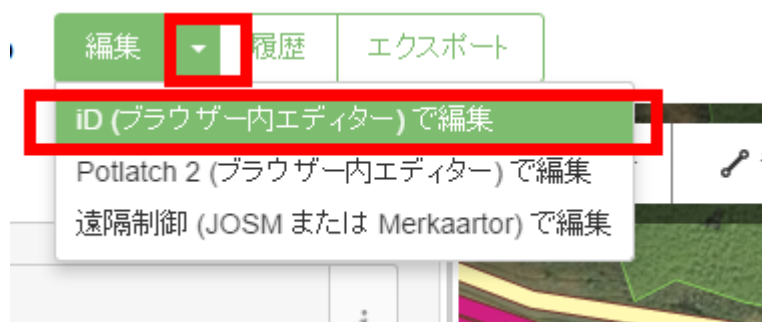 編集 履歴 エクスポート
iD (ブラウザー内エディター) で編集
Potlatch 2 (ブラウザー内エディター) で編集
遠隔制御 (JOSM または Merkaartor) で編集